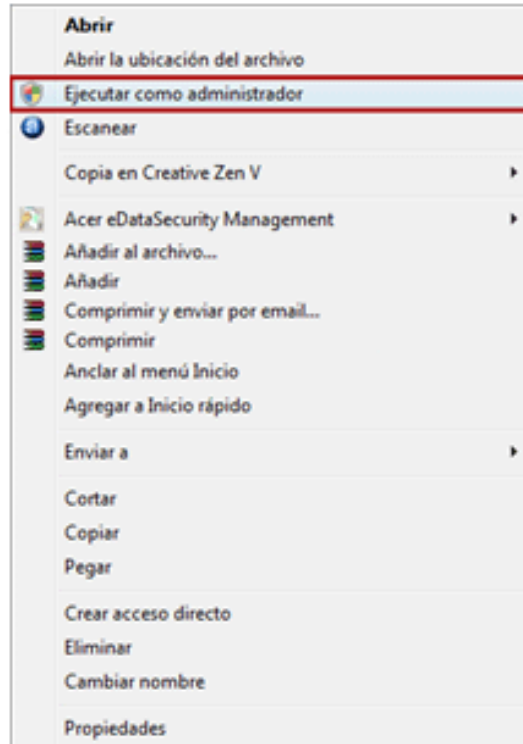 Abrir
Abrir la ubicación del archivo
Ejecutar como administrador
Escanear
Copia en Creative Zen V
Acer eDataSecurity Management
Añadir al archivo...
Añadir
Comprimir y enviar por email...
Comprimir
Anclar al menú Inicio
Agregar a Inicio rápido
Enviar a
Cortar
Copiar
Pegar
Crear acceso directo
Eliminar
Cambiar nombre
Propiedades